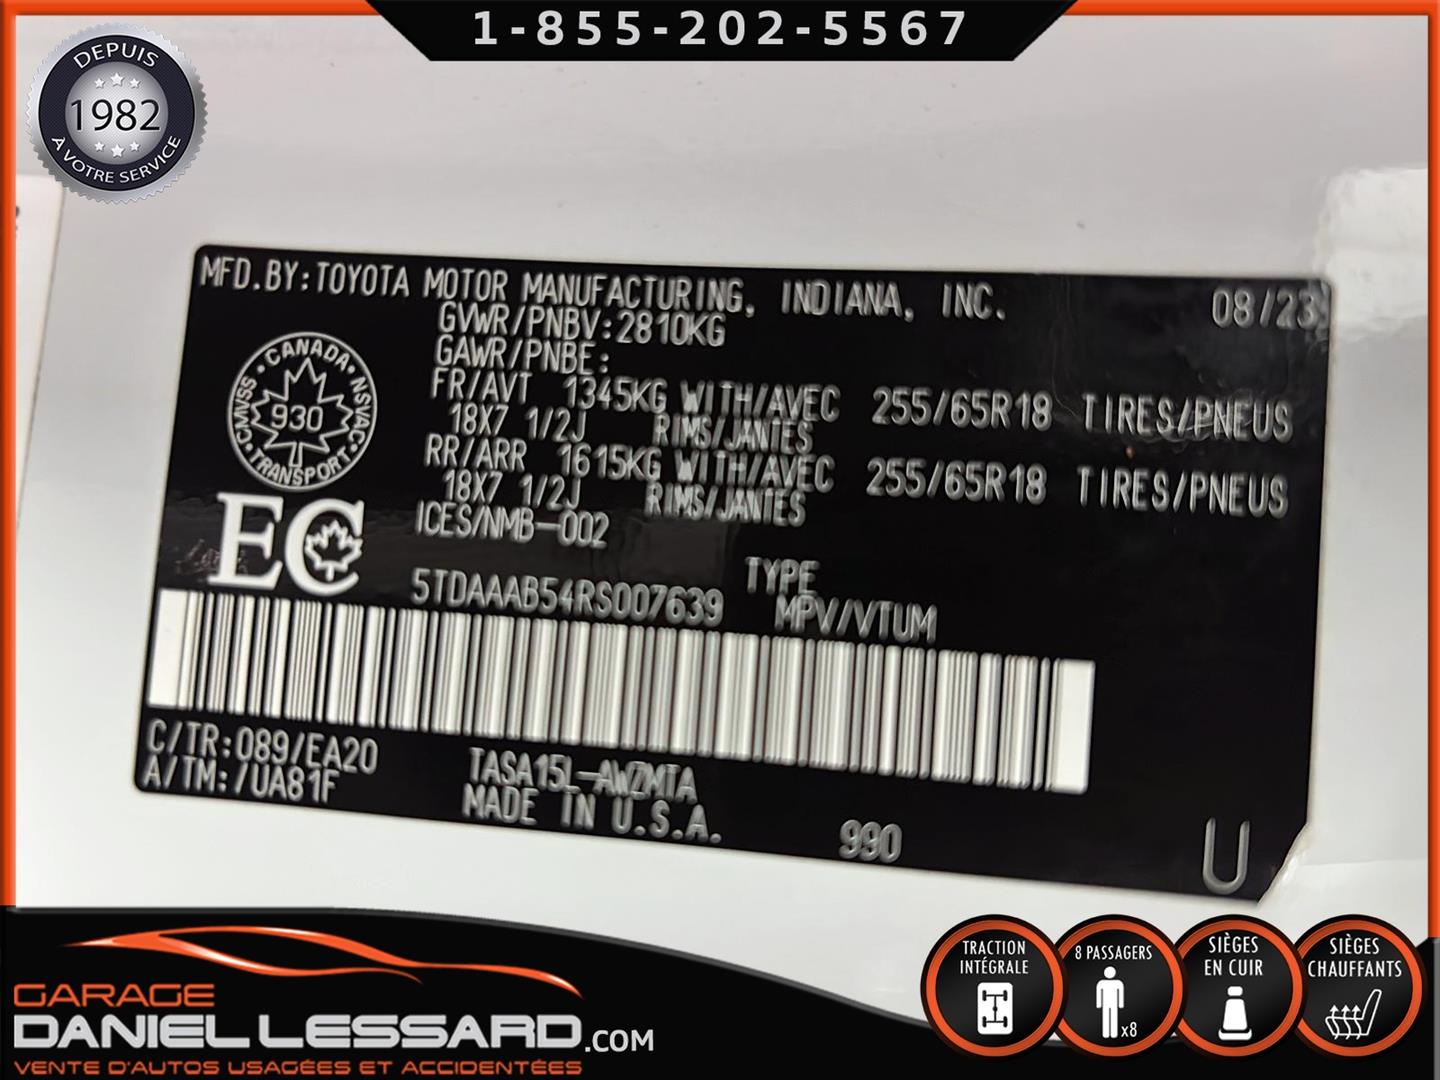 1-855-202-5567
DEPUIS
1982
À VOTRE SERVICE
MFD.BY:TOYOTA MOTOR MANUFACTURING, INDIANA, INC. 08/23
GVWR/PNBV:2810KG
GAWR/PNBE:
FR/AVT 1345KG WITH/AVEC 255/65R18 TIRES/PNEUS
18X7 1/2J RIMS/JANTES
RR/ARR 1615KG WITH/AVEC 255/65R18 TIRES/PNEUS
18X7 1/2J RIMS/JANTES
ICES/NMB-002
CANADA
CMVSS 930 NSVAC
TRANSPORT
EC
5TDAAAB54RS007639 TYPE
MPV/VTUM
C/TR:089/EA20
A/TM:/UA81F
TASA15L-AWZMTA
MADE IN U.S.A.
990
U
GARAGE
DANIEL LESSARD.COM
VENTE D'AUTOS USAGÉES ET ACCIDENTÉES
TRACTION
INTÉGRALE
8 PASSAGERS
x8
SIÈGES
EN CUIR
SIÈGES
CHAUFFANTS